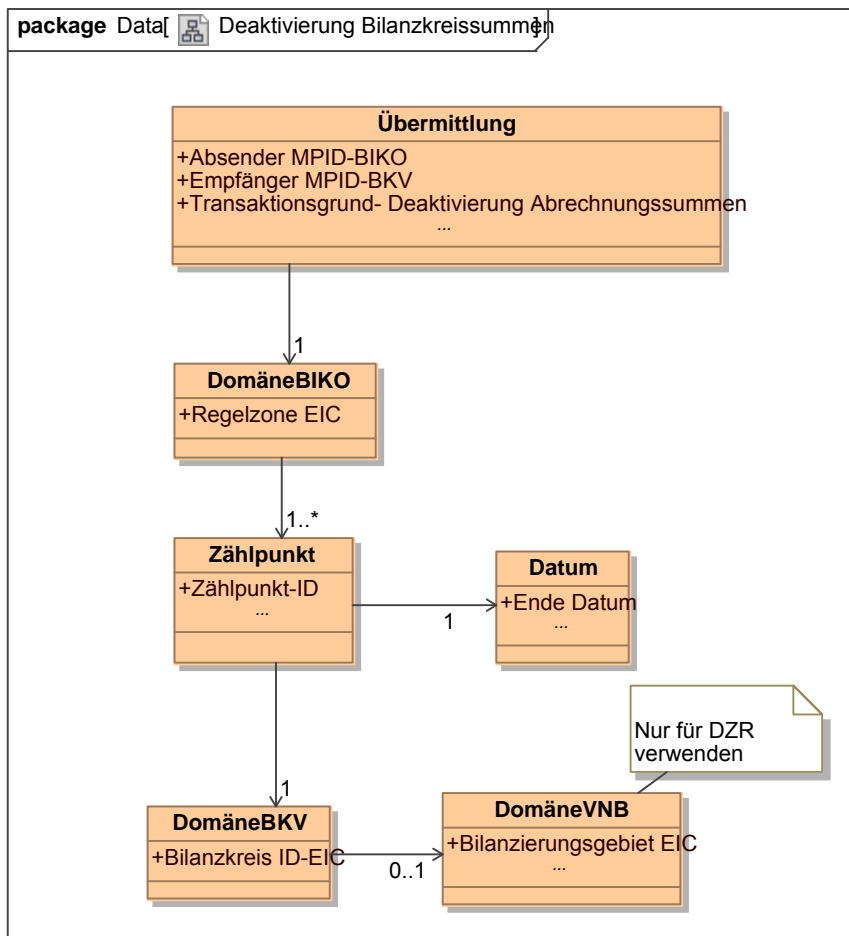 package Data[ Deaktivierung Bilanzkreissummen]
Übermittlung
+Absender MPID-BIKO
+Empfänger MPID-BKV
+Transaktionsgrund- Deaktivierung Abrechnungssummen
...
1
DomäneBIKO
+Regelzone EIC
1..*
Zählpunkt
+Zählpunkt-ID
...
1
Datum
+Ende Datum
...
Nur für DZR
verwenden
1
DomäneBKV
+Bilanzkreis ID-EIC
0..1
DomäneVNB
+Bilanzierungsgebiet EIC
...